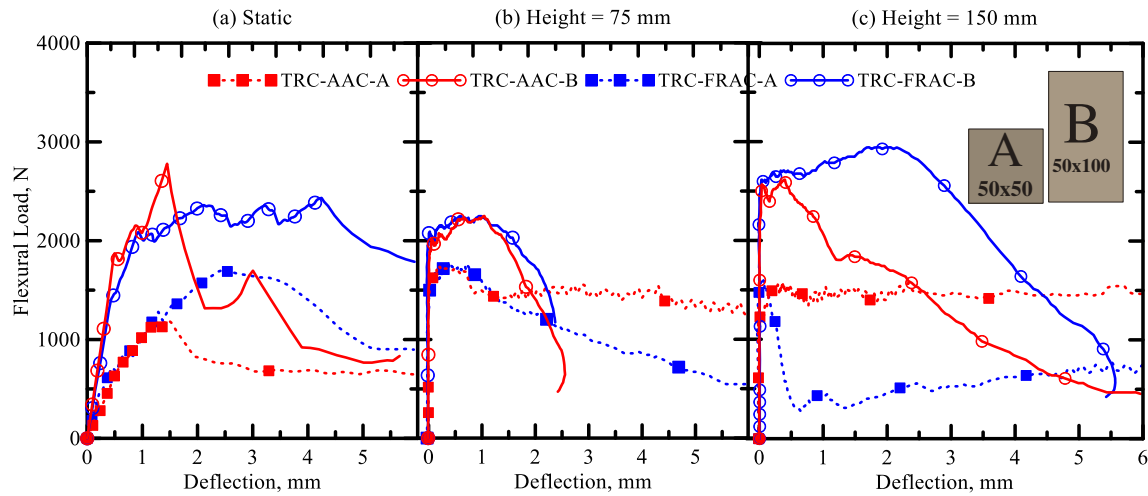 (a) Static
(b) Height = 75 mm
(c) Height = 150 mm
4000
3000
2000
1000
0
Flexural Load, N
TRC-AAC-A
TRC-AAC-B
TRC-FRAC-A
TRC-FRAC-B
A
50x50
B
50x100
0 1 2 3 4 5
0 1 2 3 4 5
0 1 2 3 4 5 6
Deflection, mm
Deflection, mm
Deflection, mm